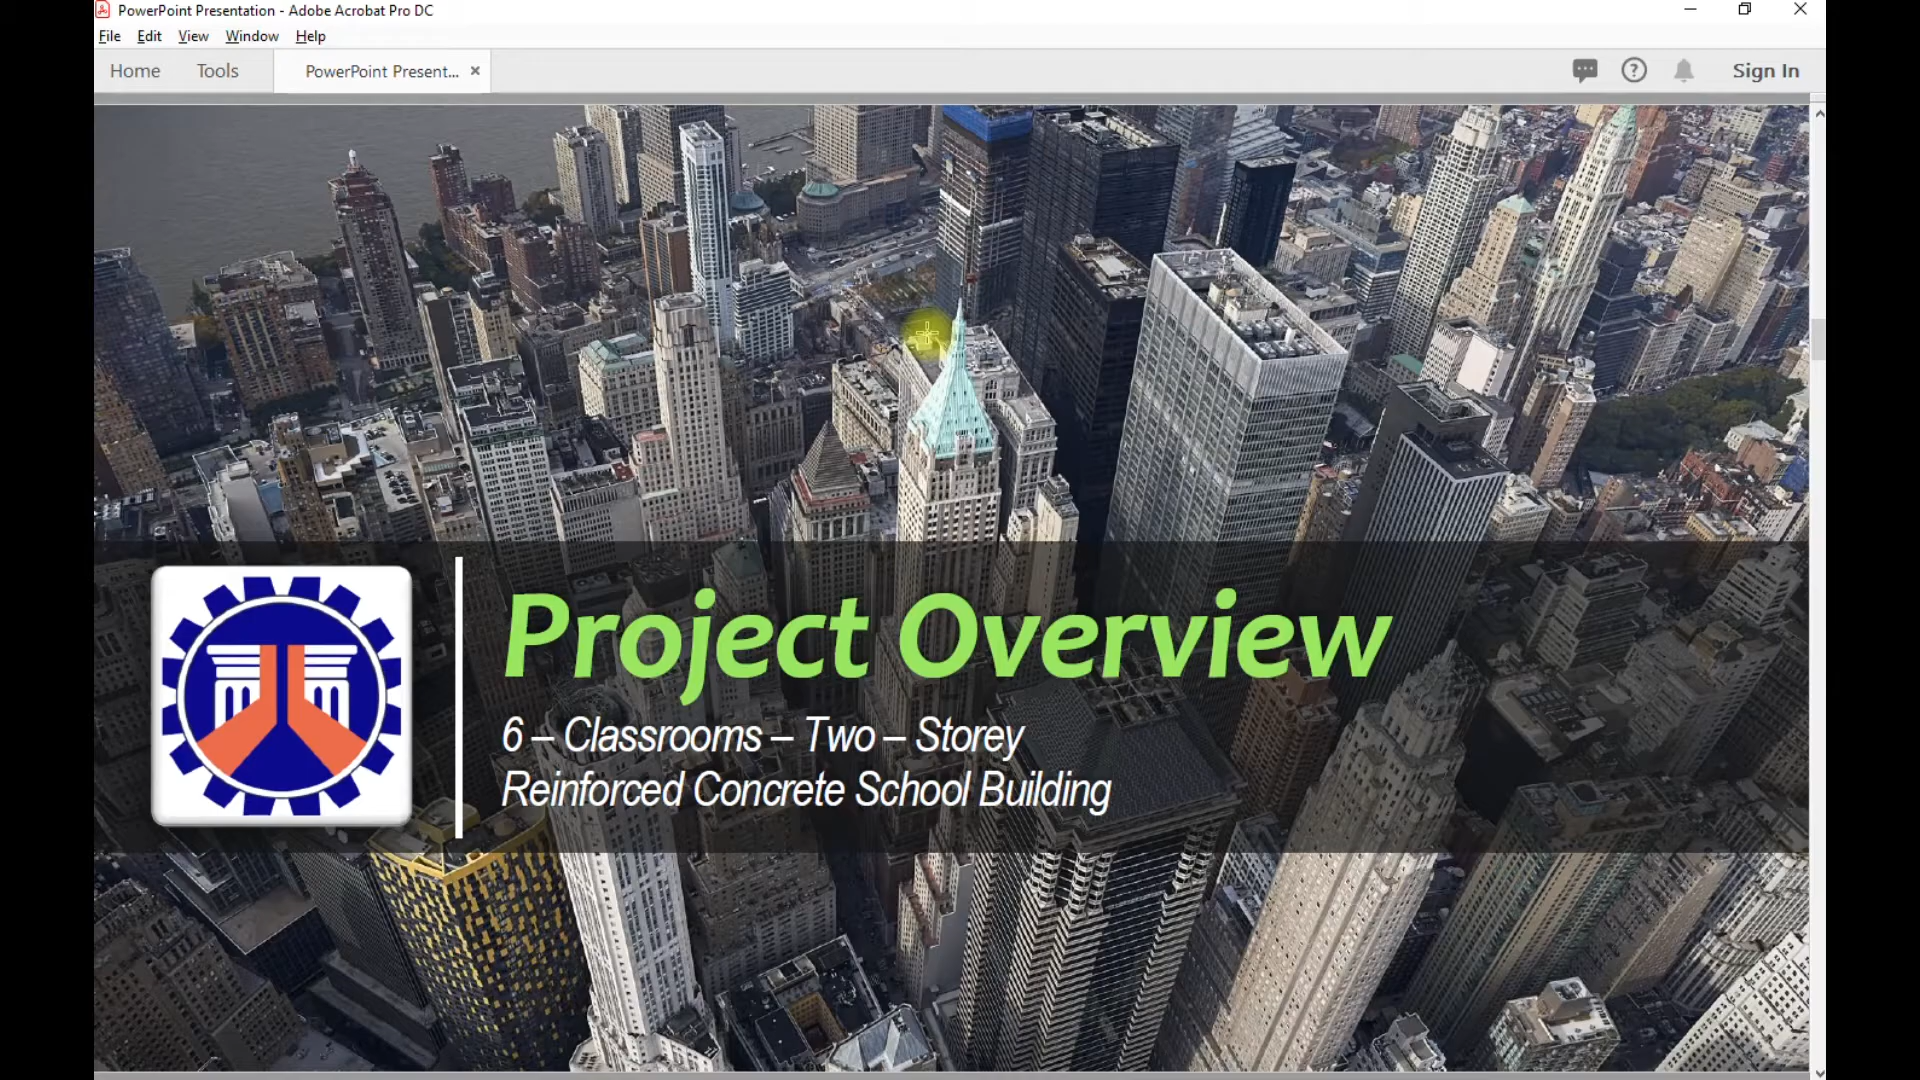 PowerPoint Presentation - Adobe Acrobat Pro DC
File Edit View Window Help
Home Tools PowerPoint Present... × Sign In
Project Overview
6 – Classrooms – Two – Storey
Reinforced Concrete School Building